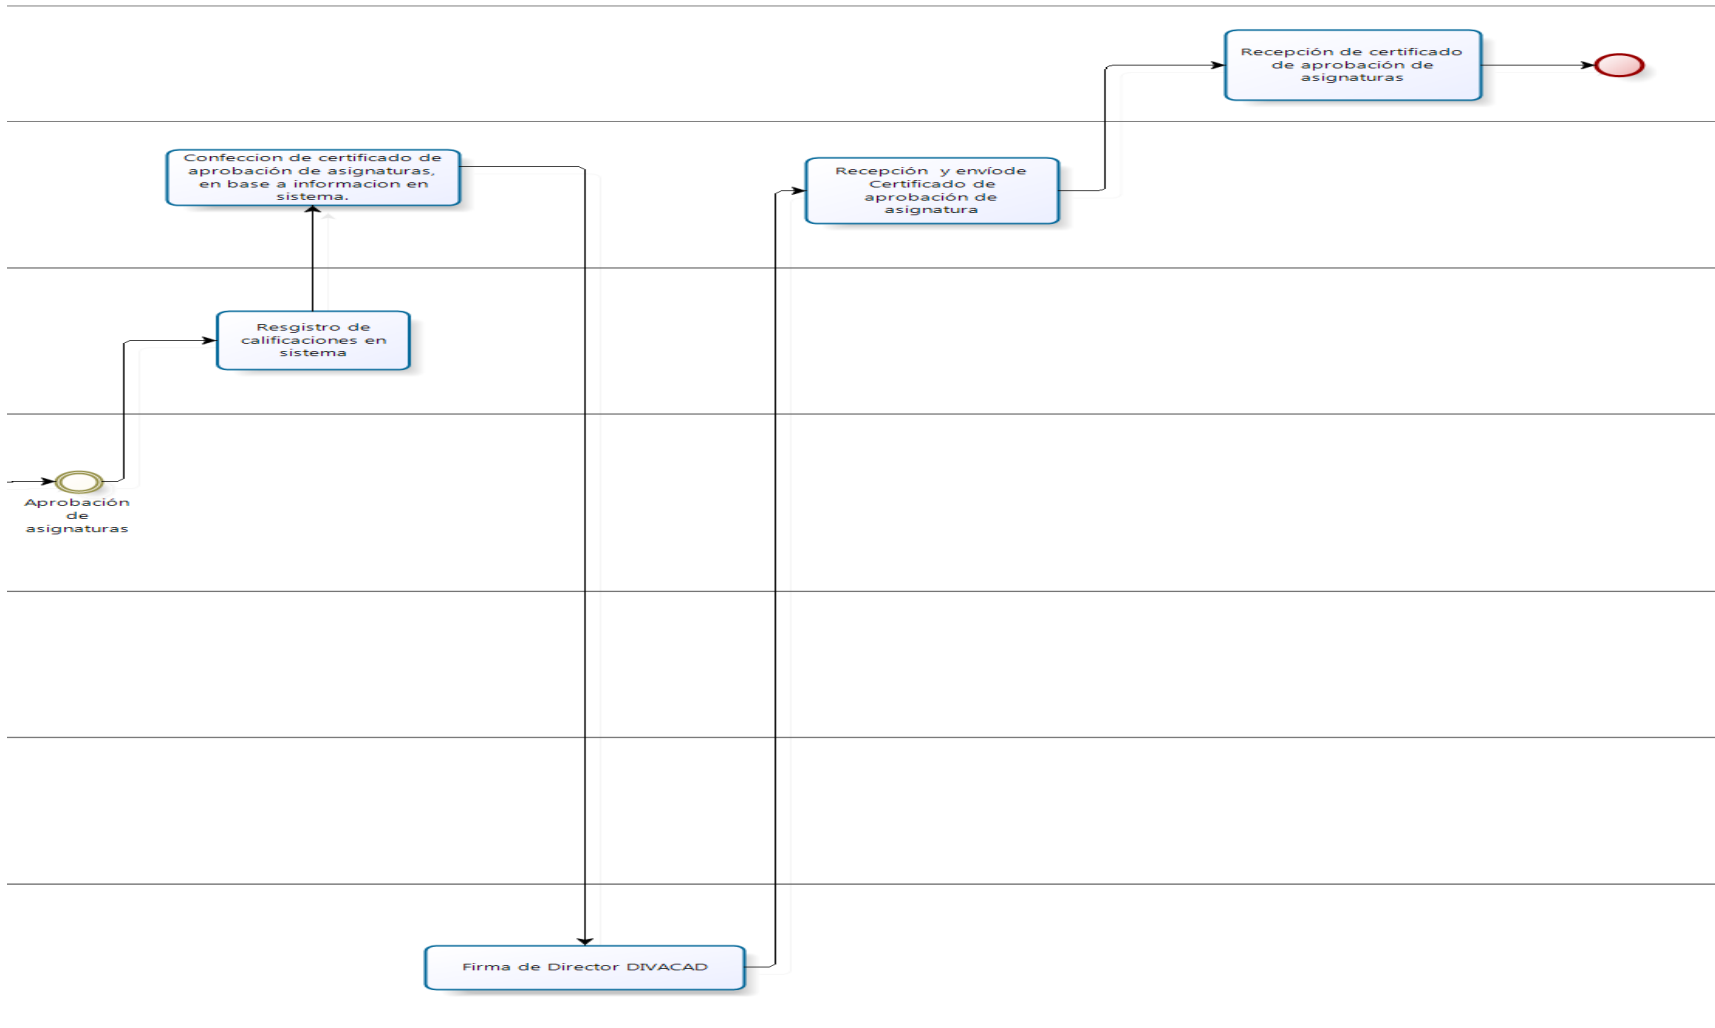 Recepción de certificado
de aprobación de
asignaturas
Confeccion de certificado de
aprobación de asignaturas,
en base a informacion en
sistema.
Recepción  y envíode
Certificado de
aprobación de
asignatura
Resgistro de
calificaciones en
sistema
Aprobación
de
asignaturas
Firma de Director DIVACAD